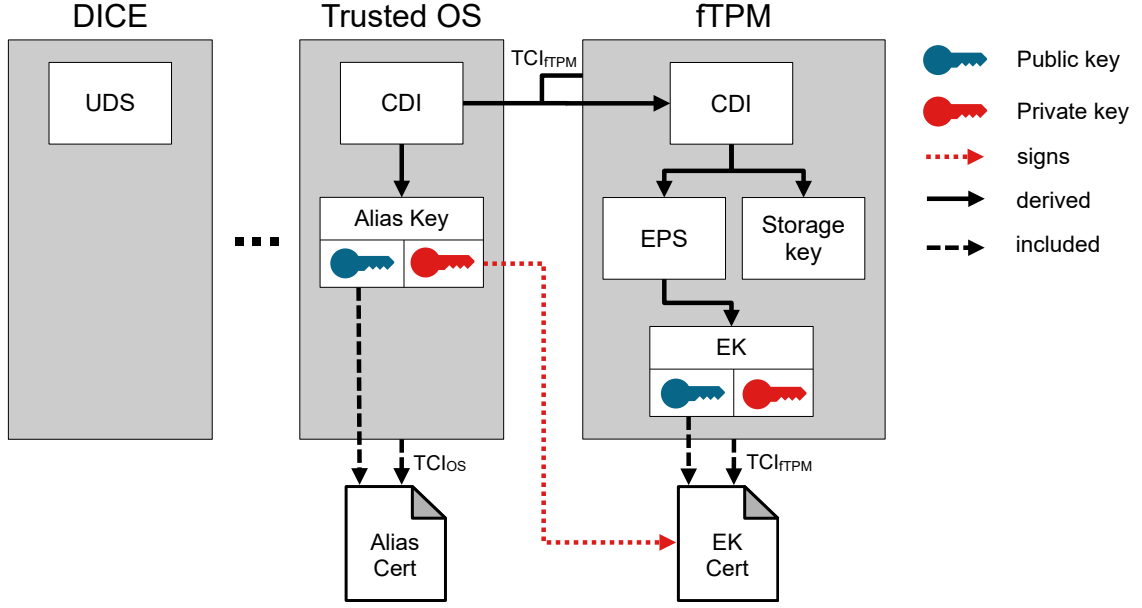 DICE
Trusted OS
fTPM
UDS
CDI
TCIfTPM
CDI
Public key
Private key
signs
derived
included
Alias Key
EPS
Storage
key
EK
TCIOS
TCIfTPM
Alias
Cert
EK
Cert